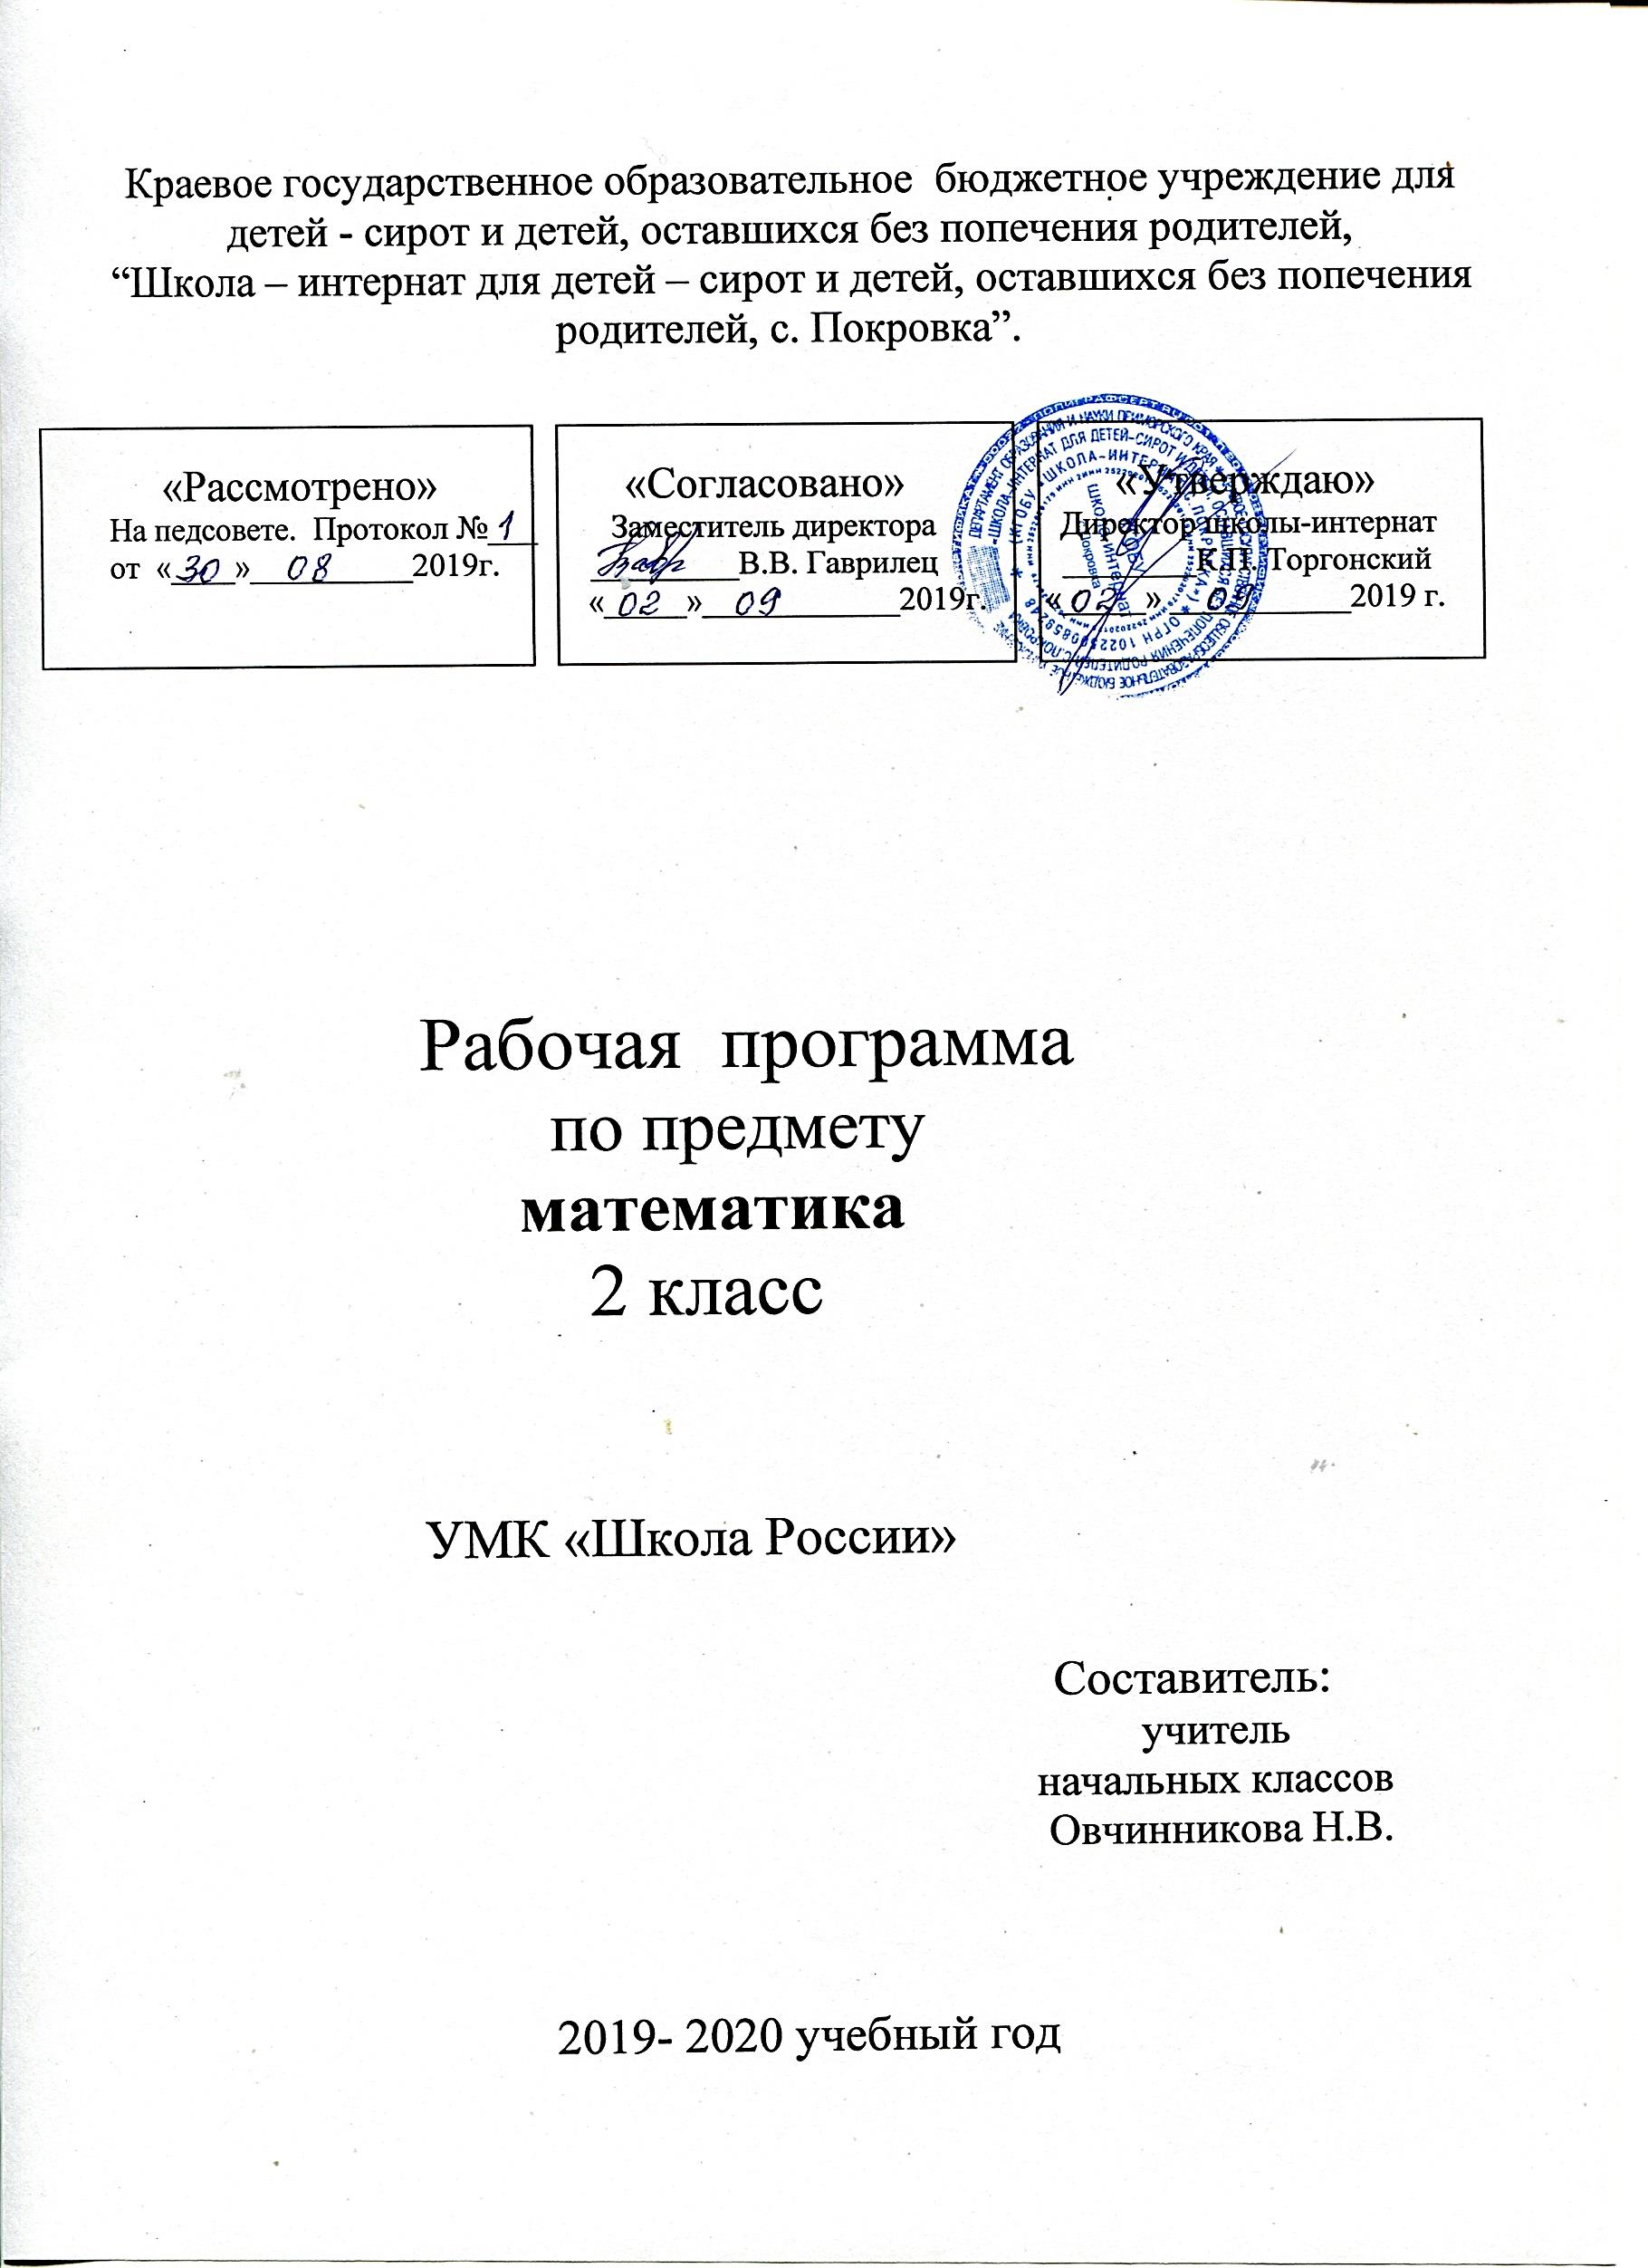 Краевое государственное образовательное бюджетное учреждение для
детей - сирот и детей, оставшихся без попечения родителей,
“Школа – интернат для детей – сирот и детей, оставшихся без попечения
родителей, с. Покровка”.
«Рассмотрено»
На педсовете. Протокол № 1
от «30» 08 2019г.
«Согласовано»
Заместитель директора
В.В. Гаврилец
«02» 09 2019г.
«Утверждаю»
Директор школы-интернат
К.П. Торгонский
«02» 09 2019 г.
Рабочая программа
по предмету
математика
2 класс
УМК «Школа России»
Составитель:
учитель
начальных классов
Овчинникова Н.В.
2019- 2020 учебный год